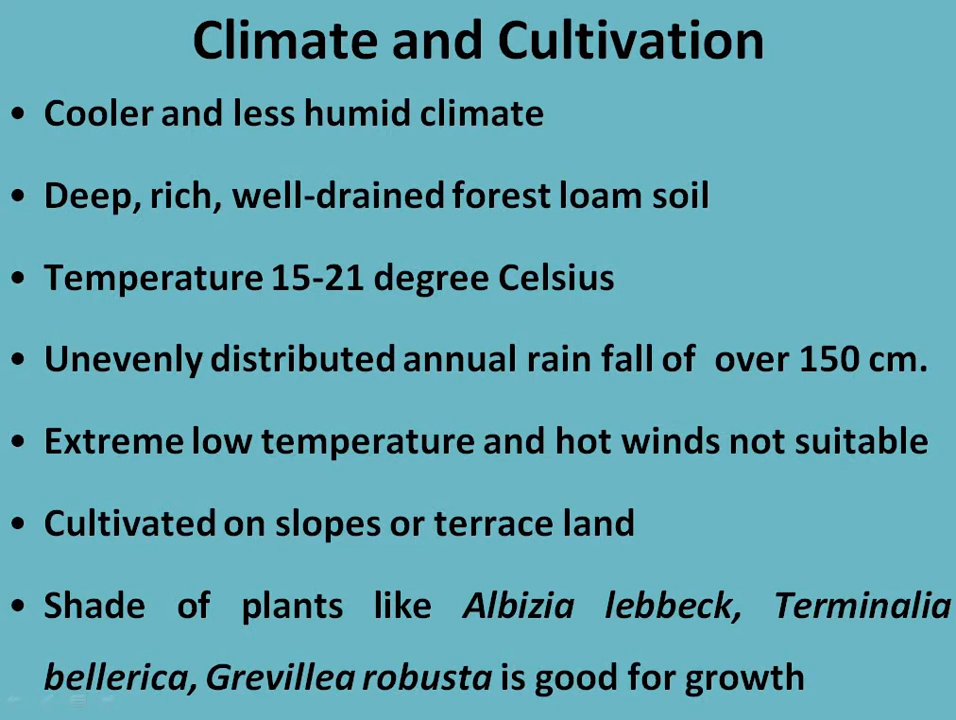 Climate and Cultivation
• Cooler and less humid climate
• Deep, rich, well-drained forest loam soil
• Temperature 15-21 degree Celsius
• Unevenly distributed annual rain fall of over 150 cm.
• Extreme low temperature and hot winds not suitable
• Cultivated on slopes or terrace land
• Shade of plants like Albizia lebbeck, Terminalia
bellerica, Grevillea robusta is good for growth